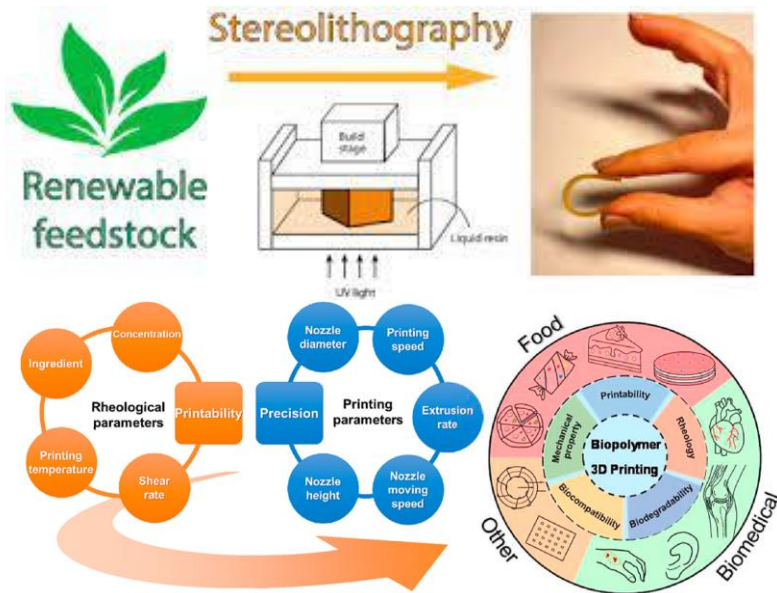 Stereolithography
Renewable
feedstock
Build
stage
Liquid resin
UV light
Concentration
Ingredient
Rheological
parameters
Printability
Printing
temperature
Shear
rate
Nozzle
diameter
Printing
speed
Precision
Printing
parameters
Extrusion
rate
Nozzle
height
Nozzle
moving
speed
Food
Printability
Mechanical
property
Rheology
Biopolymer
3D Printing
Biocompatibility
Biodegradability
Other
Biomedical